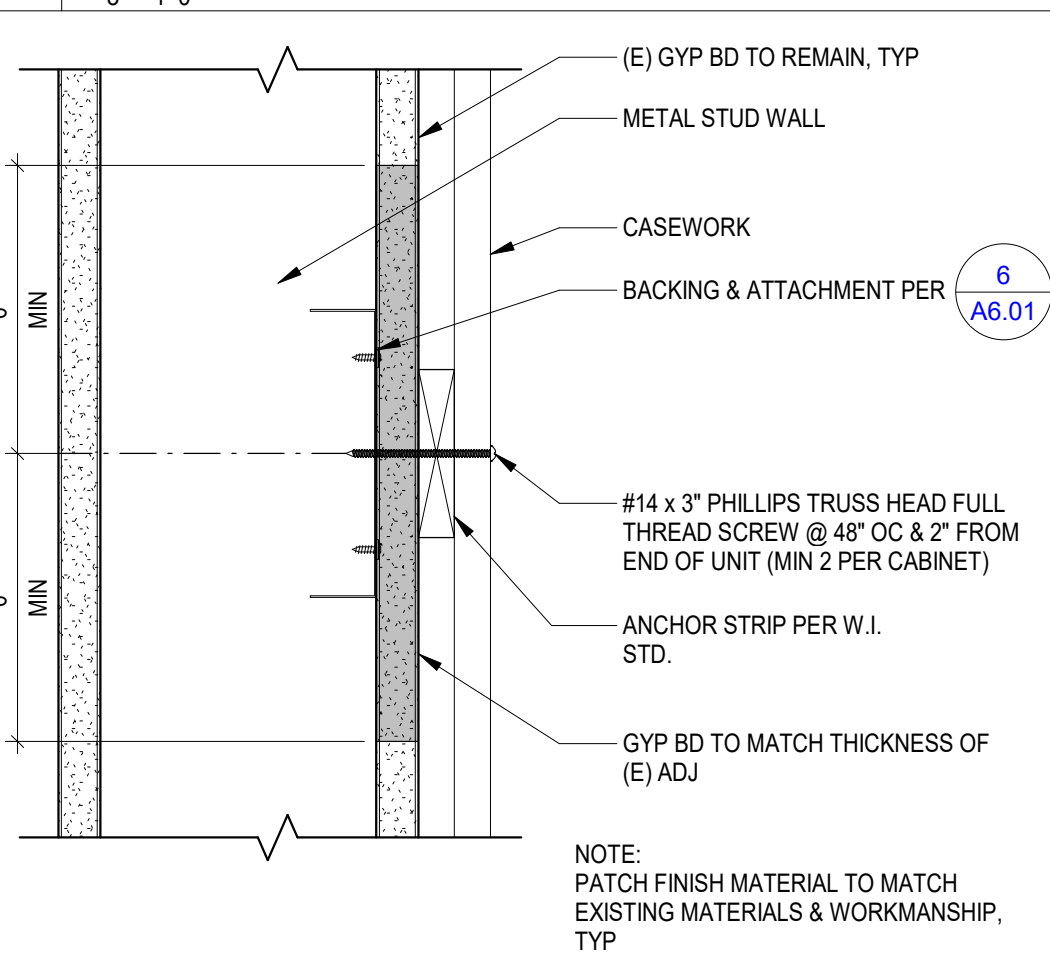 (E) GYP BD TO REMAIN, TYP
METAL STUD WALL
CASEWORK
BACKING & ATTACHMENT PER
6
A6.01
MIN
#14 x 3" PHILLIPS TRUSS HEAD FULL
THREAD SCREW @ 48" OC & 2" FROM
END OF UNIT (MIN 2 PER CABINET)
MIN
ANCHOR STRIP PER W.I.
STD.
GYP BD TO MATCH THICKNESS OF
(E) ADJ
NOTE:
PATCH FINISH MATERIAL TO MATCH
EXISTING MATERIALS & WORKMANSHIP,
TYP